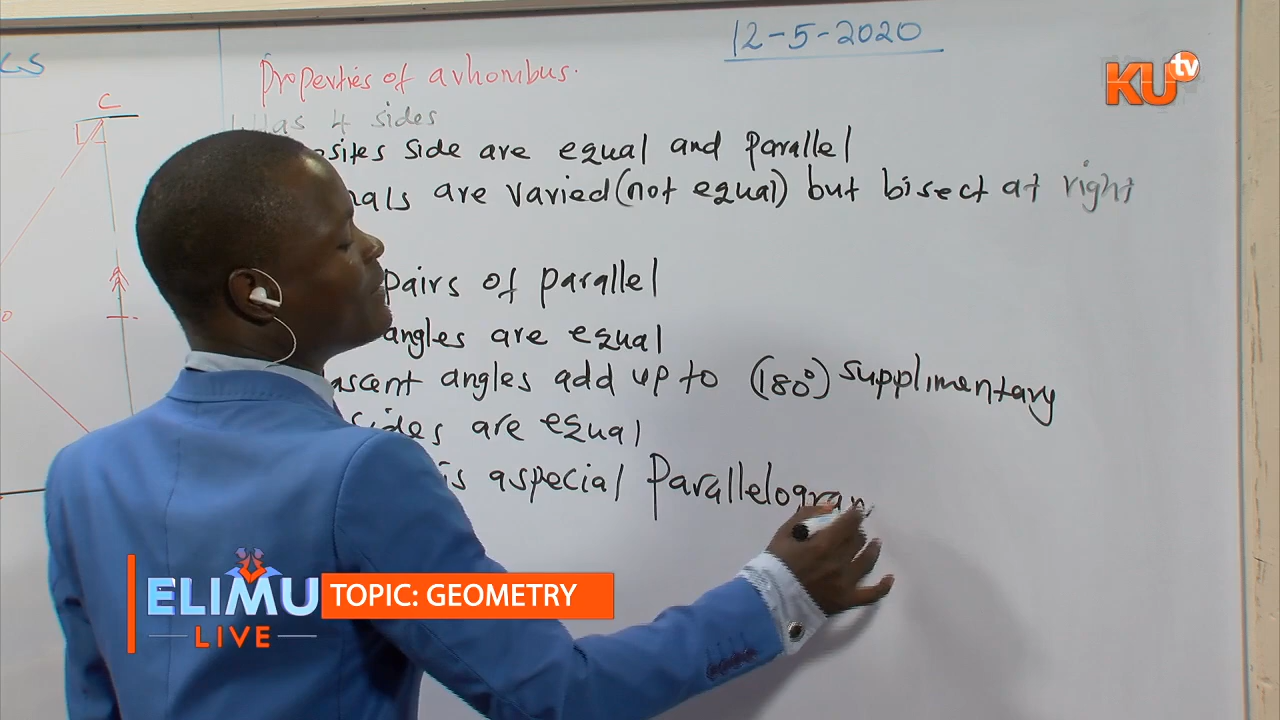 CS
12-5-2020
KU tv
Properties of a rhombus.
C
Has 4 sides
sites side are equal and parallel
nals are varied (not equal) but bisect at right
pairs of parallel
angles are equal
ascent angles add up to (180°) supplimentary
sides are equal
is aspecial parallelogram
ELIMU
LIVE
TOPIC: GEOMETRY